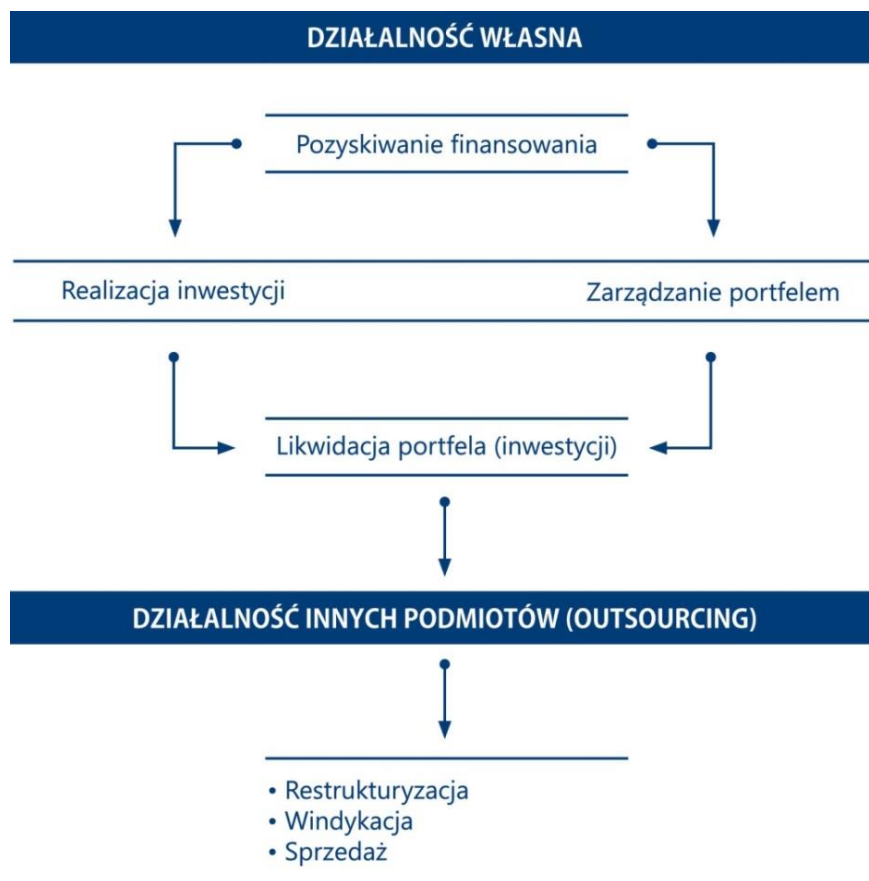 DZIAŁALNOŚĆ WŁASNA
Pozyskiwanie finansowania
Realizacja inwestycji
Zarządzanie portfelem
Likwidacja portfela (inwestycji)
DZIAŁALNOŚĆ INNYCH PODMIOTÓW (OUTSOURCING)
• Restrukturyzacja
• Windykacja
• Sprzedaż